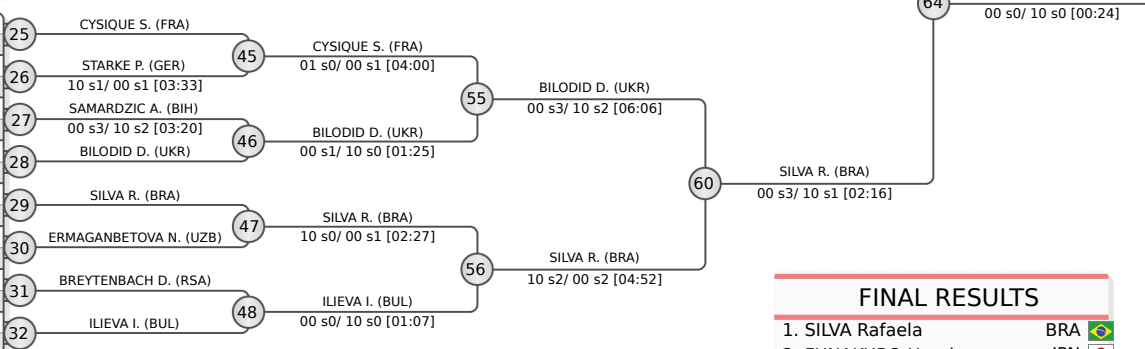 64
00 s0/ 10 s0 [00:24]
25
CYSIQUE S. (FRA)
26
STARKE P. (GER)
10 s1/ 00 s1 [03:33]
27
SAMARDZIC A. (BIH)
00 s3/ 10 s2 [03:20]
28
BILODID D. (UKR)
29
SILVA R. (BRA)
30
ERMAGANBETOVA N. (UZB)
31
BREYTENBACH D. (RSA)
32
ILIEVA I. (BUL)
45
CYSIQUE S. (FRA)
01 s0/ 00 s1 [04:00]
46
BILODID D. (UKR)
00 s1/ 10 s0 [01:25]
47
SILVA R. (BRA)
10 s0/ 00 s1 [02:27]
48
ILIEVA I. (BUL)
00 s0/ 10 s0 [01:07]
55
BILODID D. (UKR)
00 s3/ 10 s2 [06:06]
56
SILVA R. (BRA)
10 s2/ 00 s2 [04:52]
60
SILVA R. (BRA)
00 s3/ 10 s1 [02:16]
FINAL RESULTS
1. SILVA Rafaela BRA